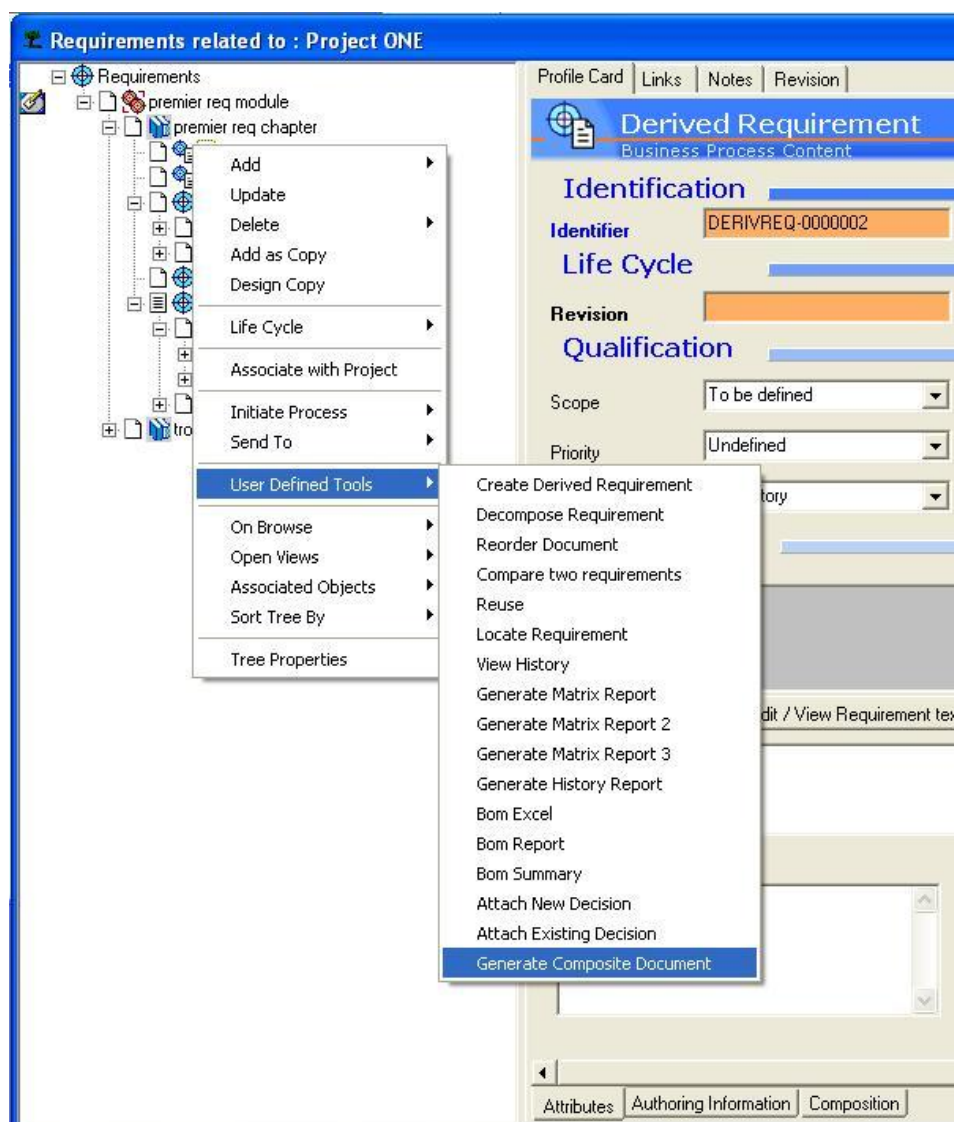 Requirements related to : Project ONE
Requirements
premier req module
premier req chapter
tro
Add
Update
Delete
Add as Copy
Design Copy
Life Cycle
Associate with Project
Initiate Process
Send To
User Defined Tools
On Browse
Open Views
Associated Objects
Sort Tree By
Tree Properties
Create Derived Requirement
Decompose Requirement
Reorder Document
Compare two requirements
Reuse
Locate Requirement
View History
Generate Matrix Report
Generate Matrix Report 2
Generate Matrix Report 3
Generate History Report
Bom Excel
Bom Report
Bom Summary
Attach New Decision
Attach Existing Decision
Generate Composite Document
Profile Card Links Notes Revision
Derived Requirement
Business Process Content
Identification
Identifier DERIVREQ-0000002
Life Cycle
Revision
Qualification
Scope To be defined
Priority Undefined
tory
dit / View Requirement tex
Attributes Authoring Information Composition